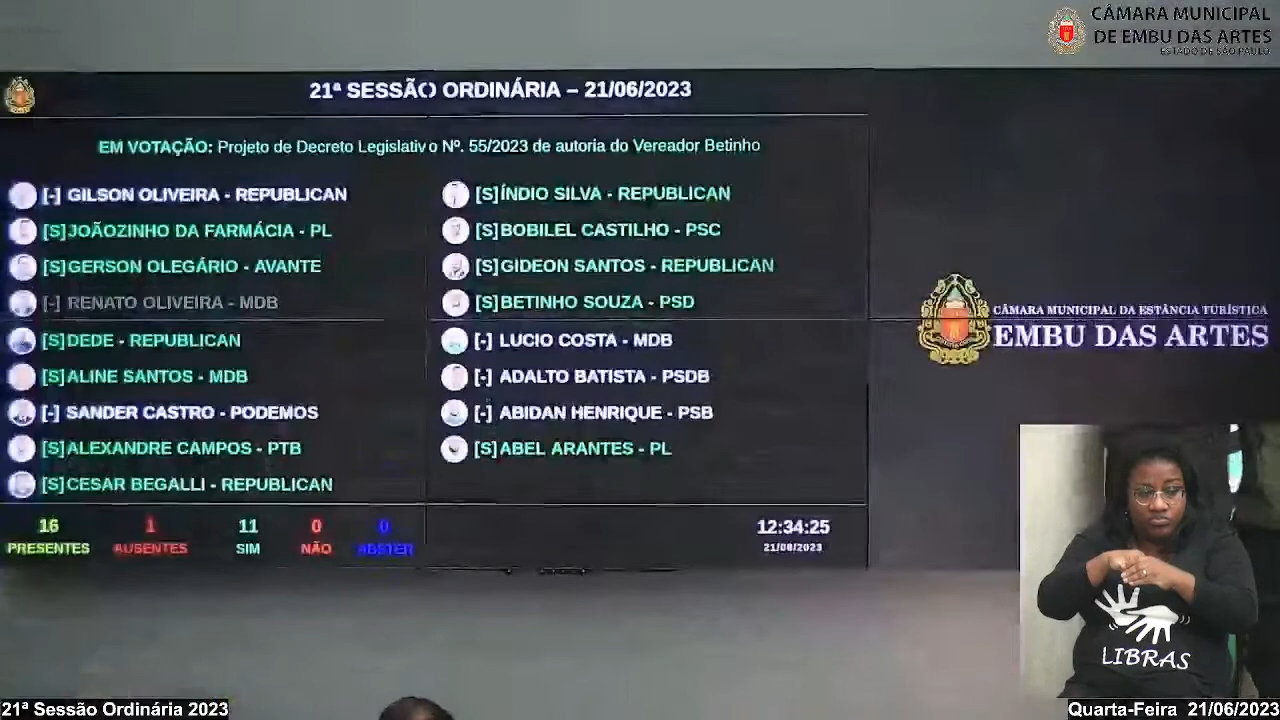 CÂMARA MUNICIPAL
DE EMBU DAS ARTES
ESTADO DE SÃO PAULO
21ª SESSÃO ORDINÁRIA – 21/06/2023
EM VOTAÇÃO: Projeto de Decreto Legislativo Nº. 55/2023 de autoria do Vereador Betinho
[-] GILSON OLIVEIRA - REPUBLICAN
[S]JOÃOZINHO DA FARMÁCIA - PL
[S]GERSON OLEGÁRIO - AVANTE
[-] RENATO OLIVEIRA - MDB
[S]DEDE - REPUBLICAN
[S]ALINE SANTOS - MDB
[-] SANDER CASTRO - PODEMOS
[S]ALEXANDRE CAMPOS - PTB
[S]CESAR BEGALLI - REPUBLICAN
[S]ÍNDIO SILVA - REPUBLICAN
[S]BOBILEL CASTILHO - PSC
[S]GIDEON SANTOS - REPUBLICAN
[S]BETINHO SOUZA - PSD
[-] LUCIO COSTA - MDB
[-] ADALTO BATISTA - PSDB
[-] ABIDAN HENRIQUE - PSB
[S]ABEL ARANTES - PL
16 1 11 0 0
PRESENTES AUSENTES SIM NÃO ABSTER
12:34:25
21/06/2023
CÂMARA MUNICIPAL DA ESTÂNCIA TURÍSTICA
EMBU DAS ARTES
LIBRAS
21ª Sessão Ordinária 2023
Quarta-Feira 21/06/2023